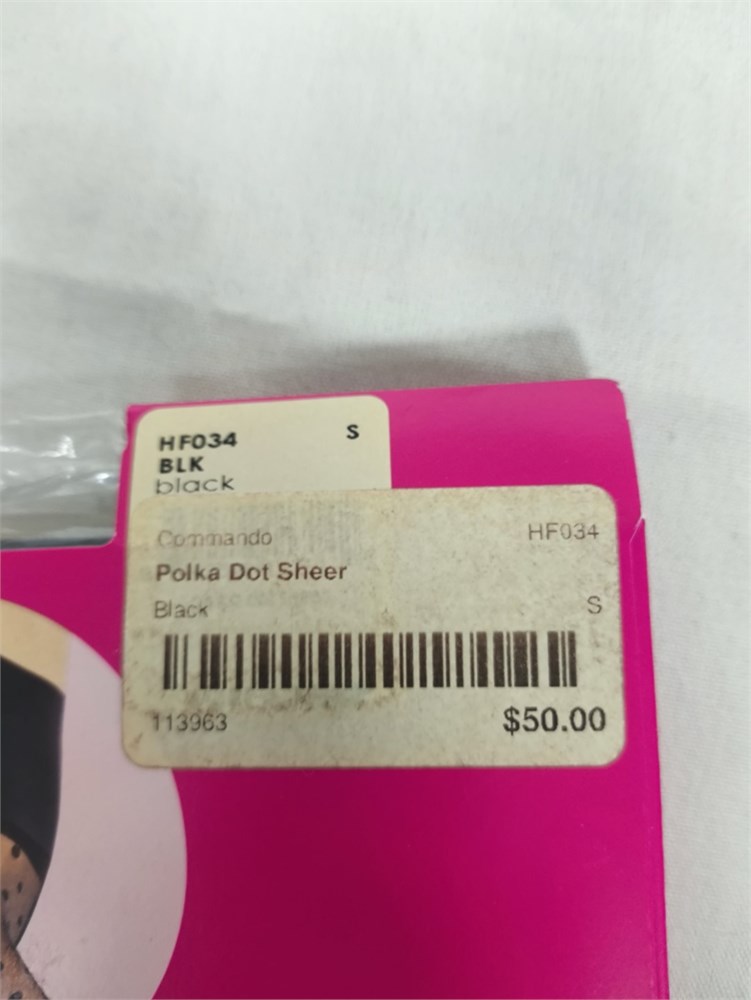 HF034 S
BLK
black
Commando HF034
Polka Dot Sheer
Black S
113963 $50.00